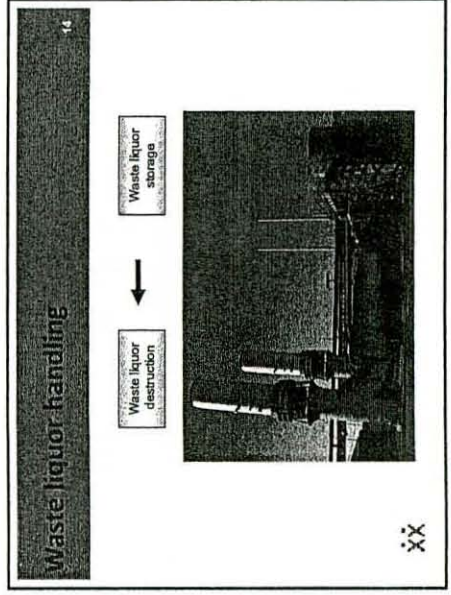 Waste liquor handling
14
Waste liquor
destruction
Waste liquor
storage